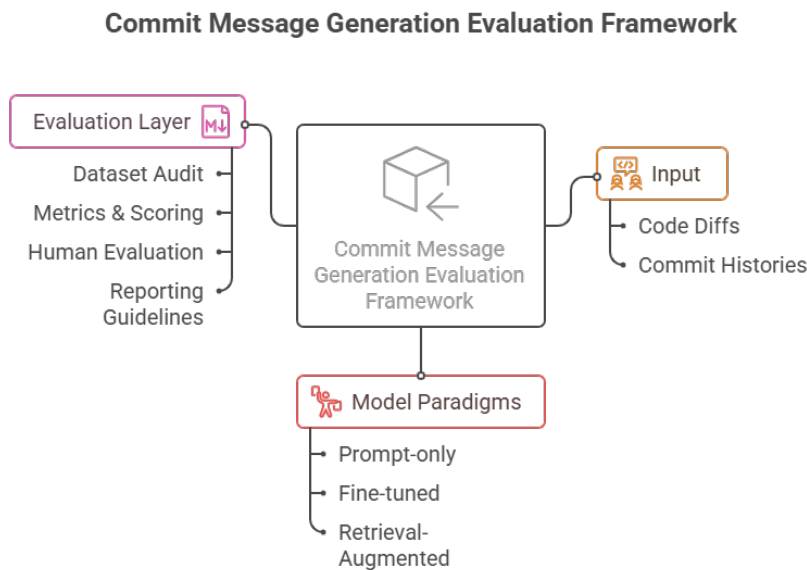 Commit Message Generation Evaluation Framework
Evaluation Layer
M
Dataset Audit
Metrics & Scoring
Human Evaluation
Reporting
Guidelines
Commit Message
Generation Evaluation
Framework
</>
Input
Code Diffs
Commit Histories
Model Paradigms
Prompt-only
Fine-tuned
Retrieval-
Augmented